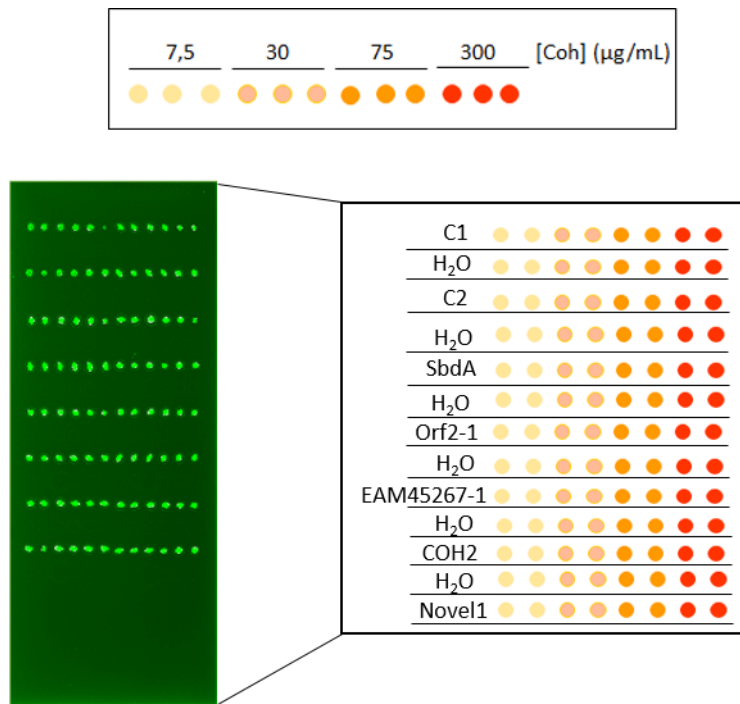 7,5 30 75 300 [Coh] (µg/mL)
C1
H₂O
C2
H₂O
SbdA
H₂O
Orf2-1
H₂O
EAM45267-1
H₂O
COH2
H₂O
Novel1